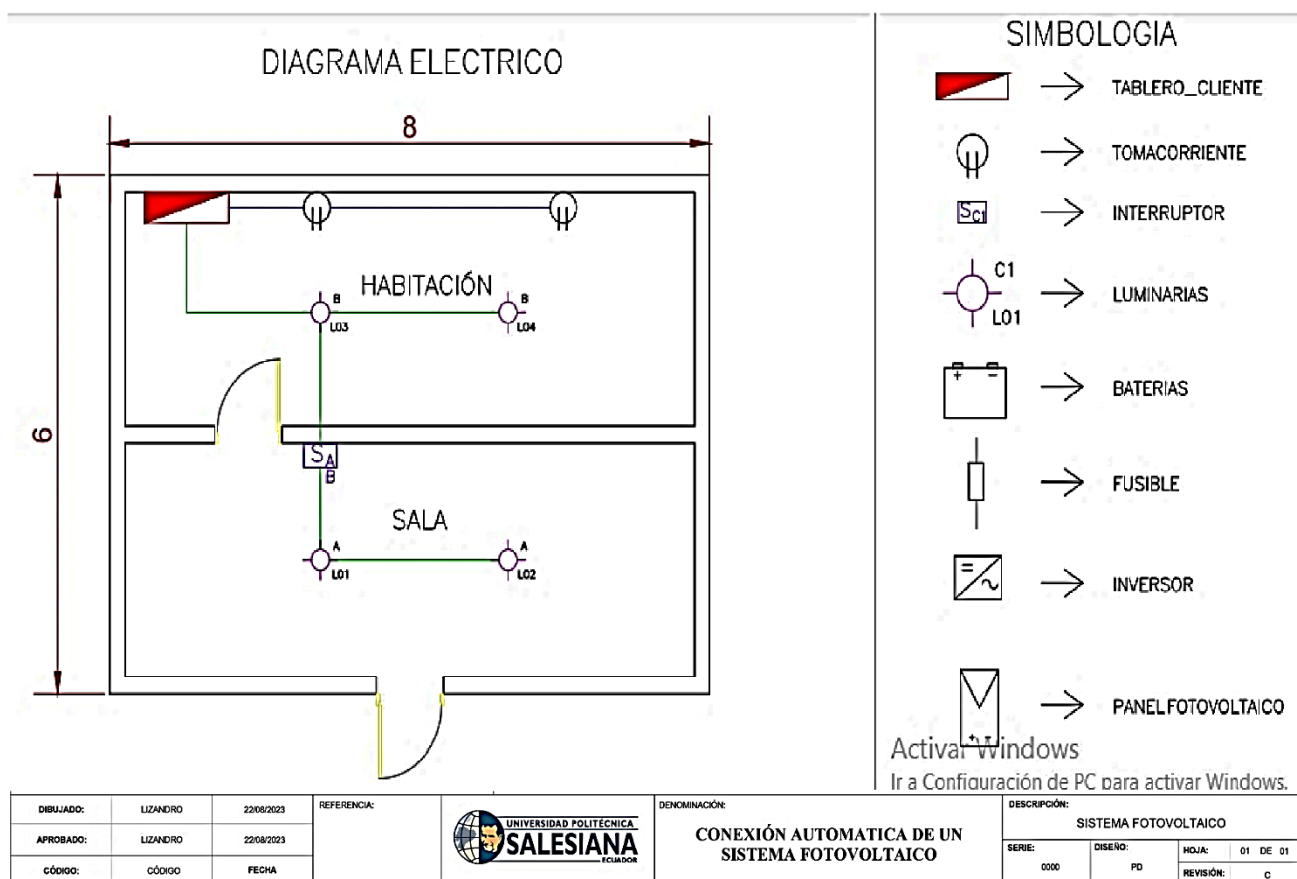 DIAGRAMA ELECTRICO
8
6
HABITACIÓN
B
L03
B
L04
S A
B
SALA
A
L01
A
L02
SIMBOLOGIA
TABLERO_CLIENTE
TOMACORRIENTE
SC1
INTERRUPTOR
C1
L01
LUMINARIAS
+ -
BATERIAS
FUSIBLE
= ~
INVERSOR
+ -
PANEL FOTOVOLTAICO
Activar Windows
Ir a Configuración de PC para activar Windows.
DIBUJADO: LIZANDRO 22/08/2023
APROBADO: LIZANDRO 22/08/2023
CÓDIGO: CÓDIGO FECHA
REFERENCIA:
UNIVERSIDAD POLITÉCNICA
SALESIANA
ECUADOR
DENOMINACIÓN:
CONEXIÓN AUTOMATICA DE UN
SISTEMA FOTOVOLTAICO
DESCRIPCIÓN:
SISTEMA FOTOVOLTAICO
SERIE:
0000
DISEÑO:
PD
HOJA: 01 DE 01
REVISIÓN: C